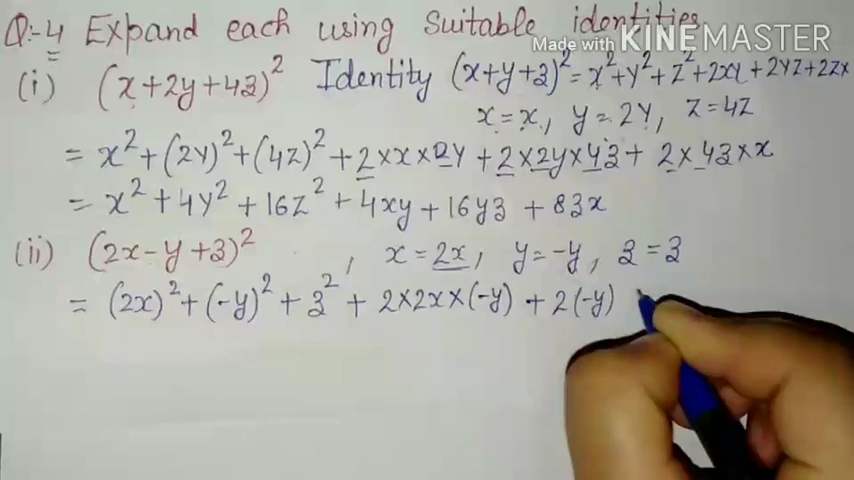 Q:-4 Expand each using Suitable identities
Made with KINEMASTER
(i) (x+2y+4z)² Identity (x+y+z)² = x²+Y²+Z²+2XY+2YZ+2ZX
x=x, y=2Y, Z=4Z
= x²+(2Y)²+(4Z)²+2×x×2Y+2×2y×4z+2×4z×x
= x²+4Y²+16Z²+4xy+16yz+8zx
(ii) (2x-y+z)² , x=2x, y=-y, z=z
= (2x)²+(-y)²+z²+2×2x×(-y)+2(-y)